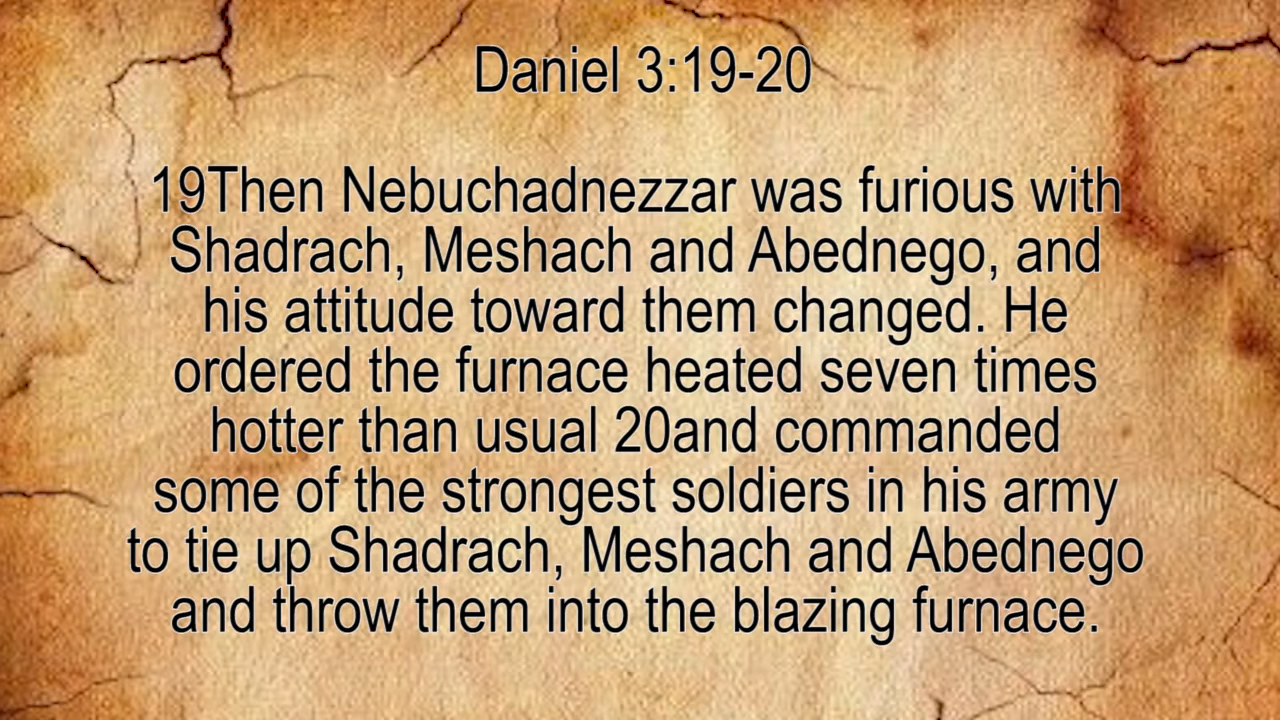 Daniel 3:19-20
19Then Nebuchadnezzar was furious with
Shadrach, Meshach and Abednego, and
his attitude toward them changed. He
ordered the furnace heated seven times
hotter than usual 20and commanded
some of the strongest soldiers in his army
to tie up Shadrach, Meshach and Abednego
and throw them into the blazing furnace.